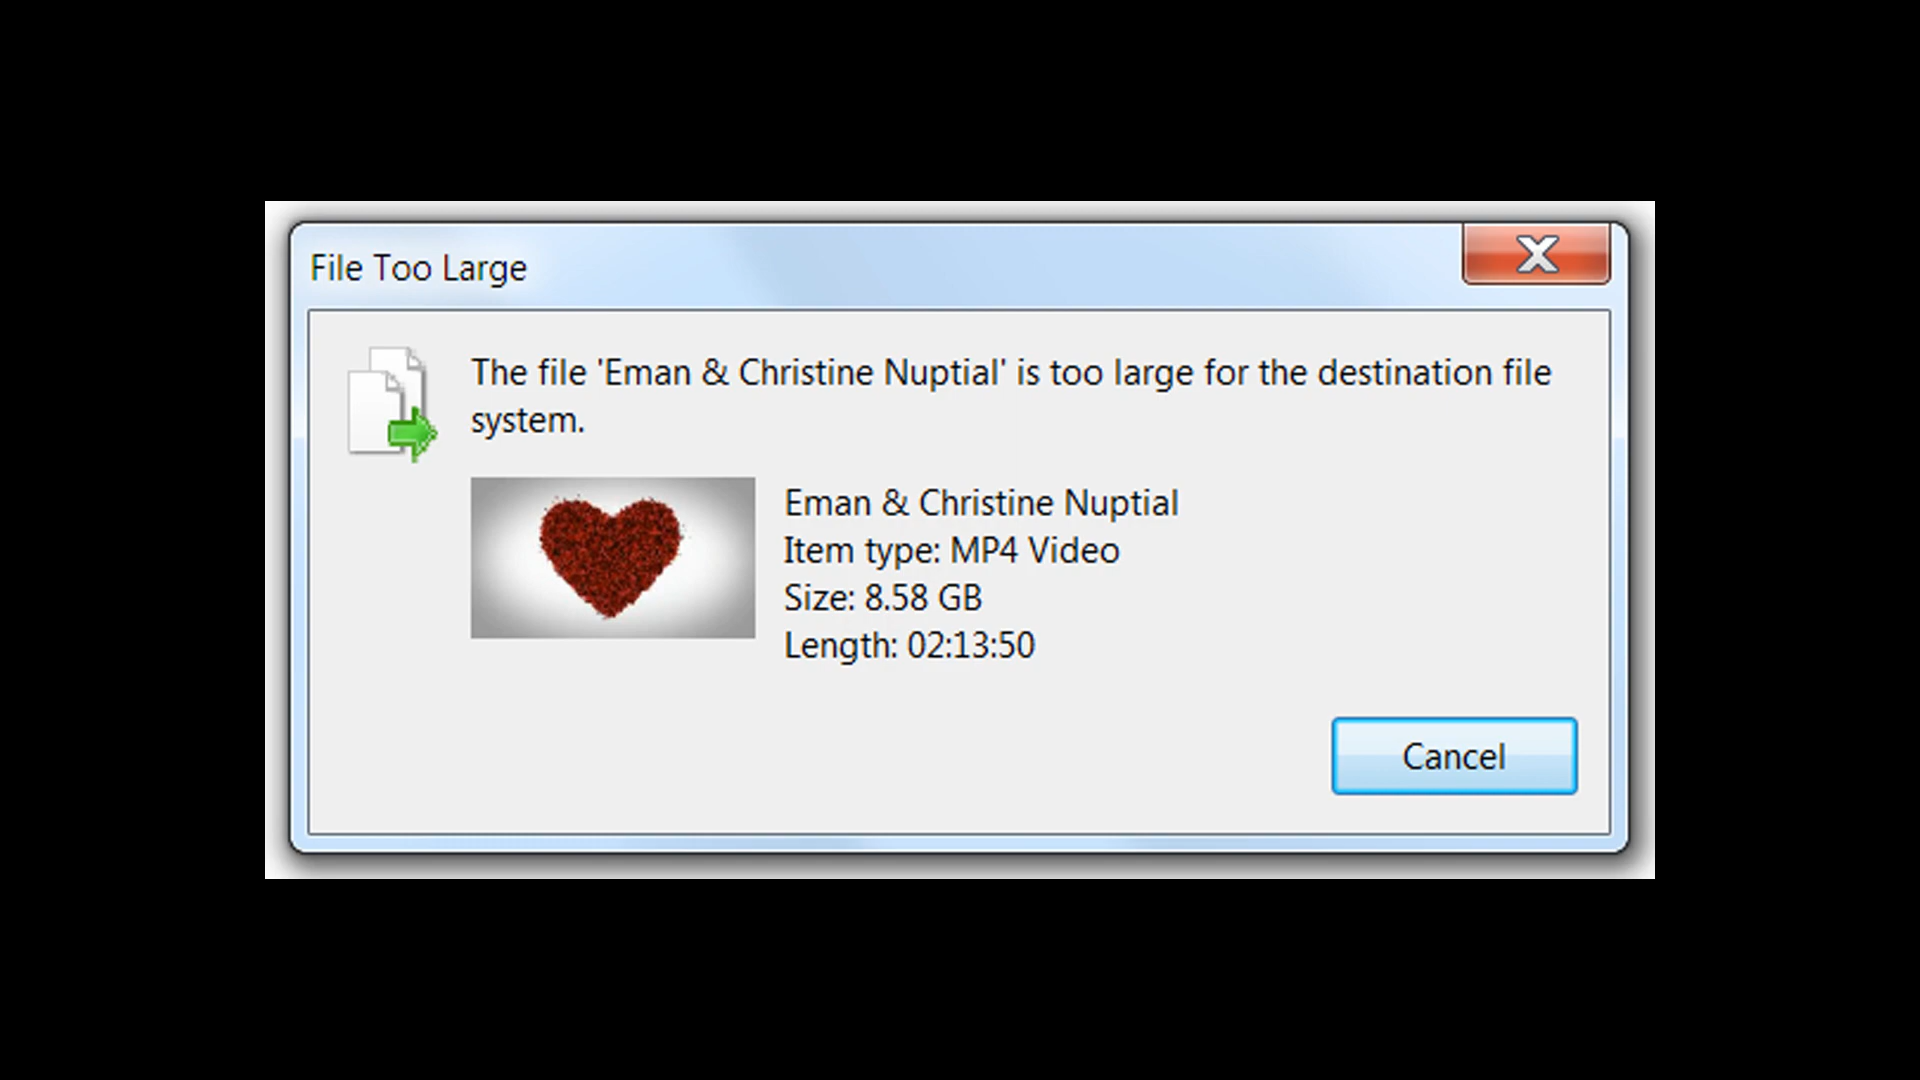 File Too Large
The file 'Eman & Christine Nuptial' is too large for the destination file
system.
Eman & Christine Nuptial
Item type: MP4 Video
Size: 8.58 GB
Length: 02:13:50
Cancel